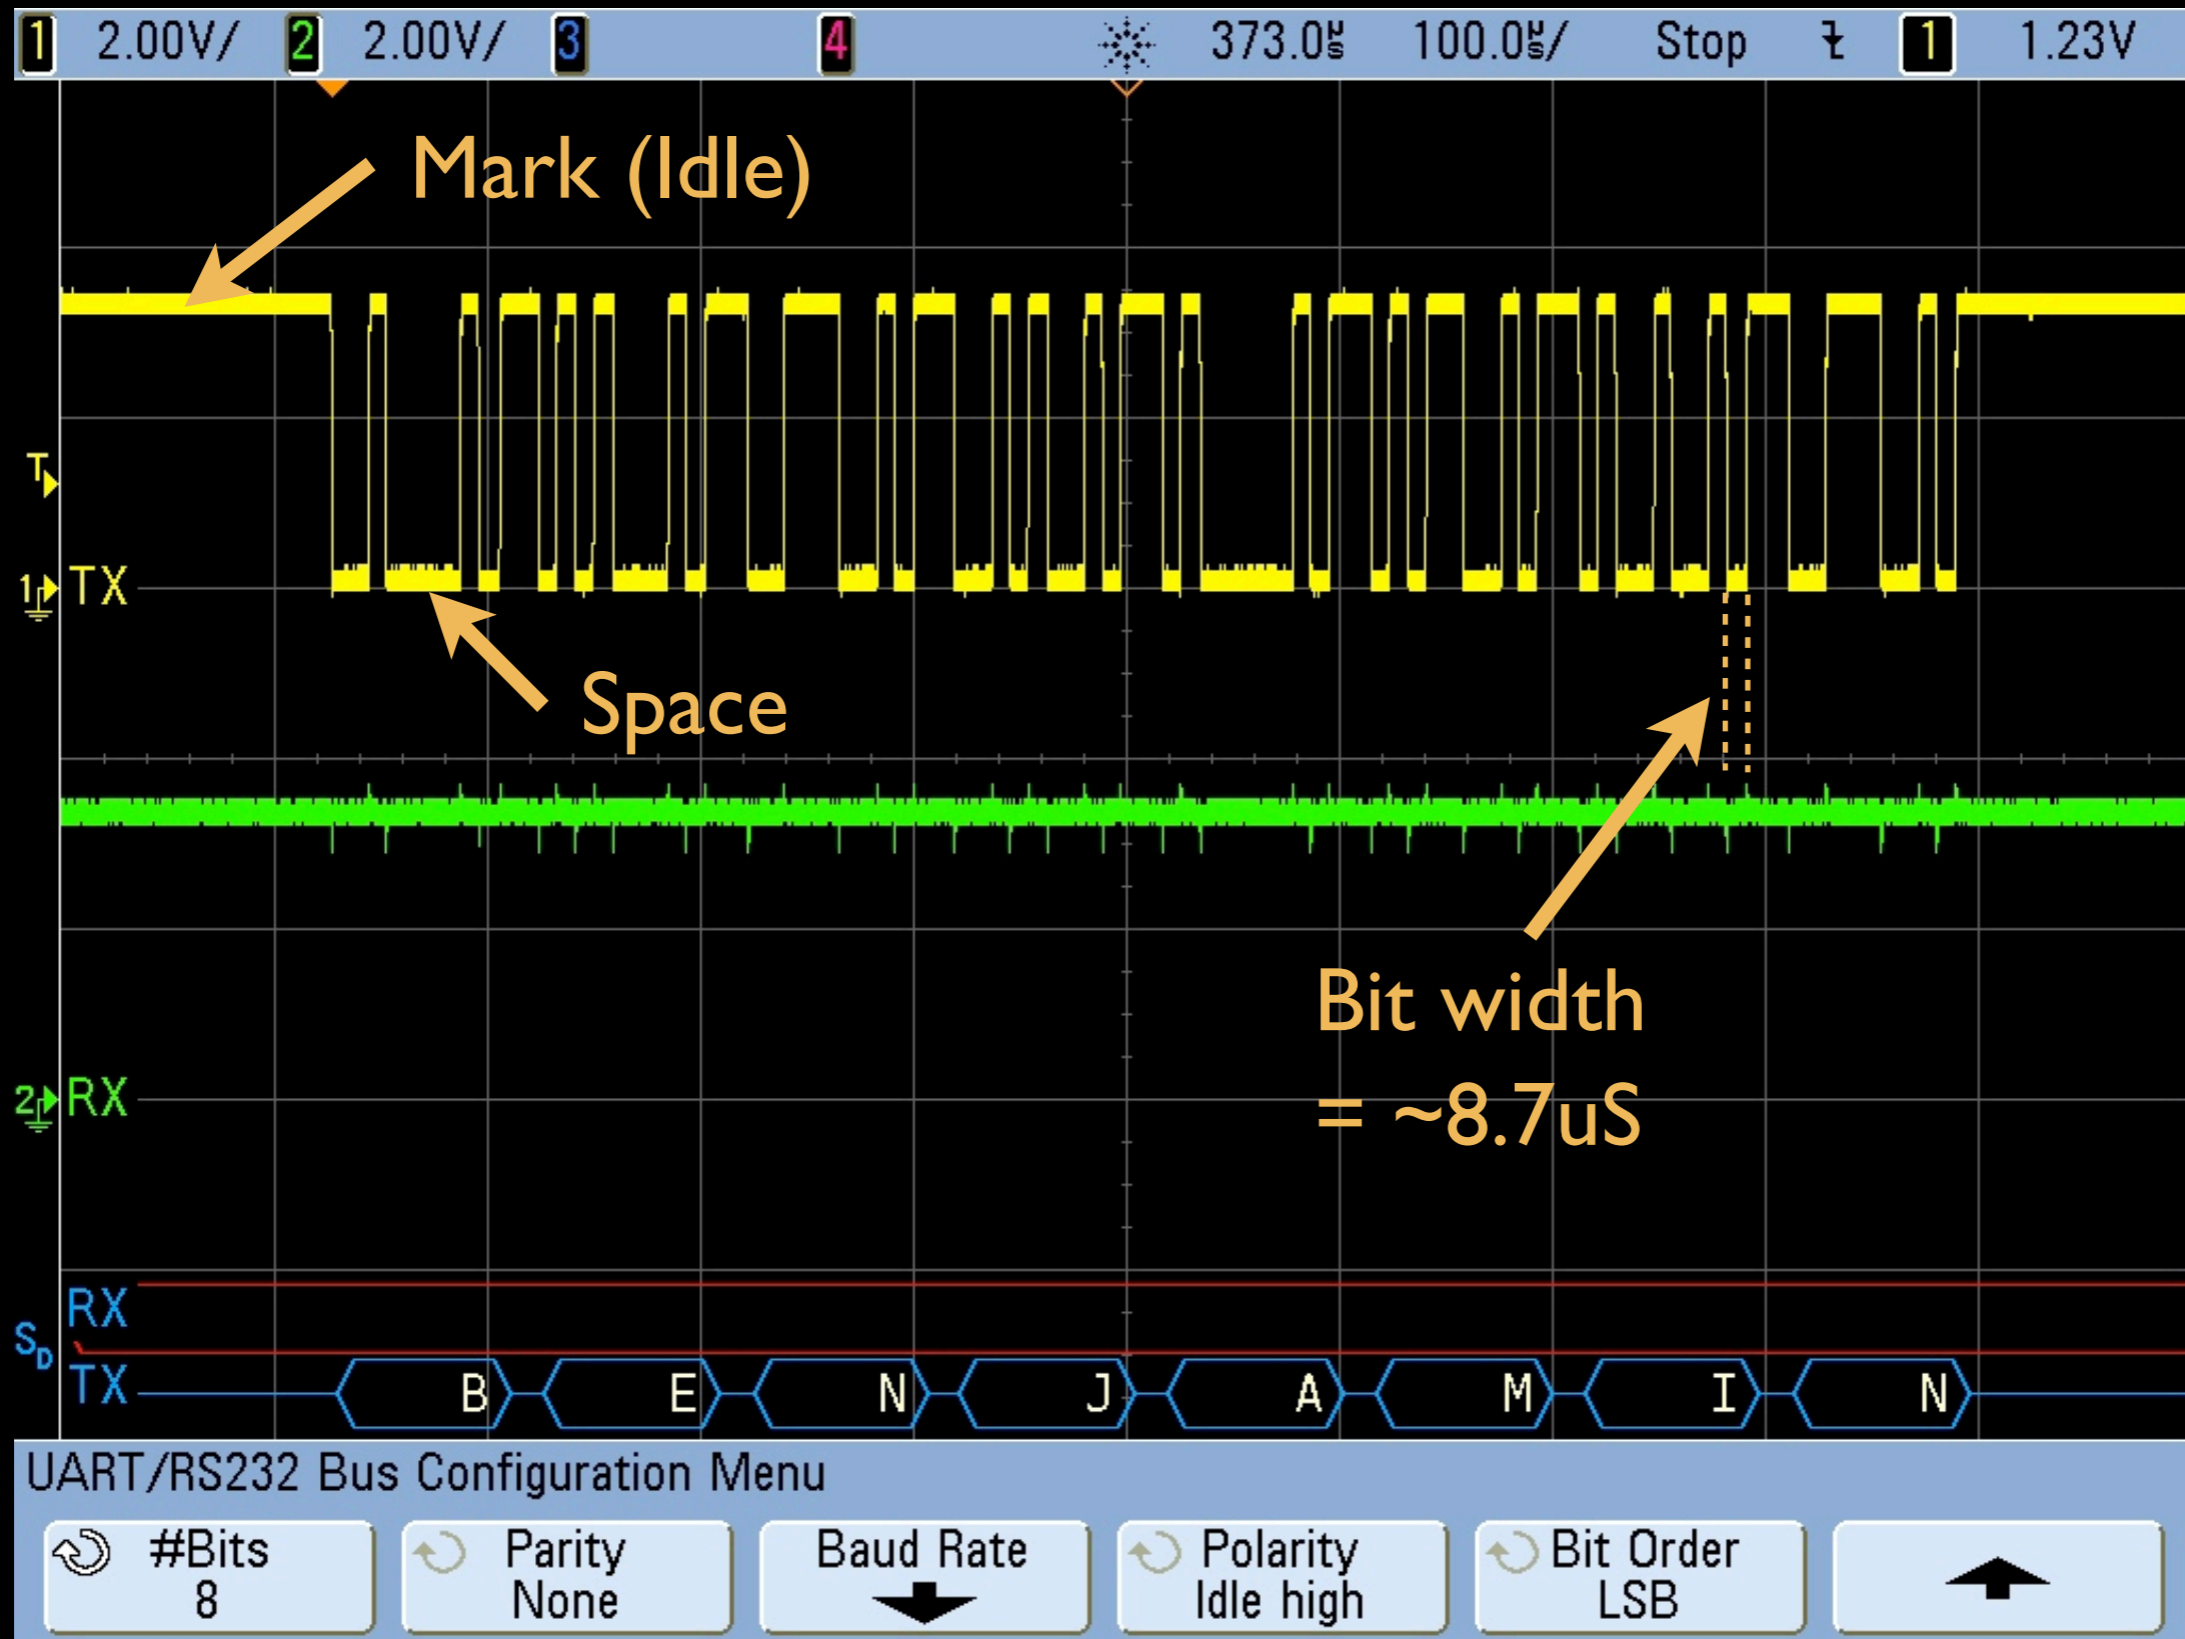 1 2.00V/ 2 2.00V/ 3 4 373.0µs 100.0µs/ Stop 1 1.23V
Mark (Idle)
T
1 TX
Space
Bit width
= ~8.7uS
2 RX
RX
SD
TX B E N J A M I N
UART/RS232 Bus Configuration Menu
#Bits Parity Baud Rate Polarity Bit Order
8 None Idle high LSB